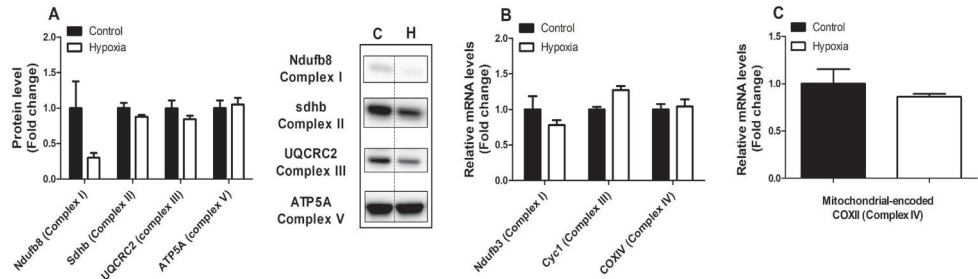 A
Control
Hypoxia
Protein level
(Fold change)
2.0
1.5
1.0
0.5
0.0
Ndufb8 (Complex I)
Sdhb (Complex II)
UQCRC2 (complex III)
ATP5A (complex V)
C H
Ndufb8
Complex I
sdhb
Complex II
UQCRC2
Complex III
ATP5A
Complex V
B
Control
Hypoxia
Relative mRNA levels
(Fold change)
2.0
1.5
1.0
0.5
0.0
Ndufb3 (Complex I)
Cyc1 (Complex III)
COXIV (Complex IV)
C
Control
Hypoxia
Relative mRNA levels
(Fold change)
2.0
1.5
1.0
0.5
0.0
Mitochondrial-encoded
COXII (Complex IV)